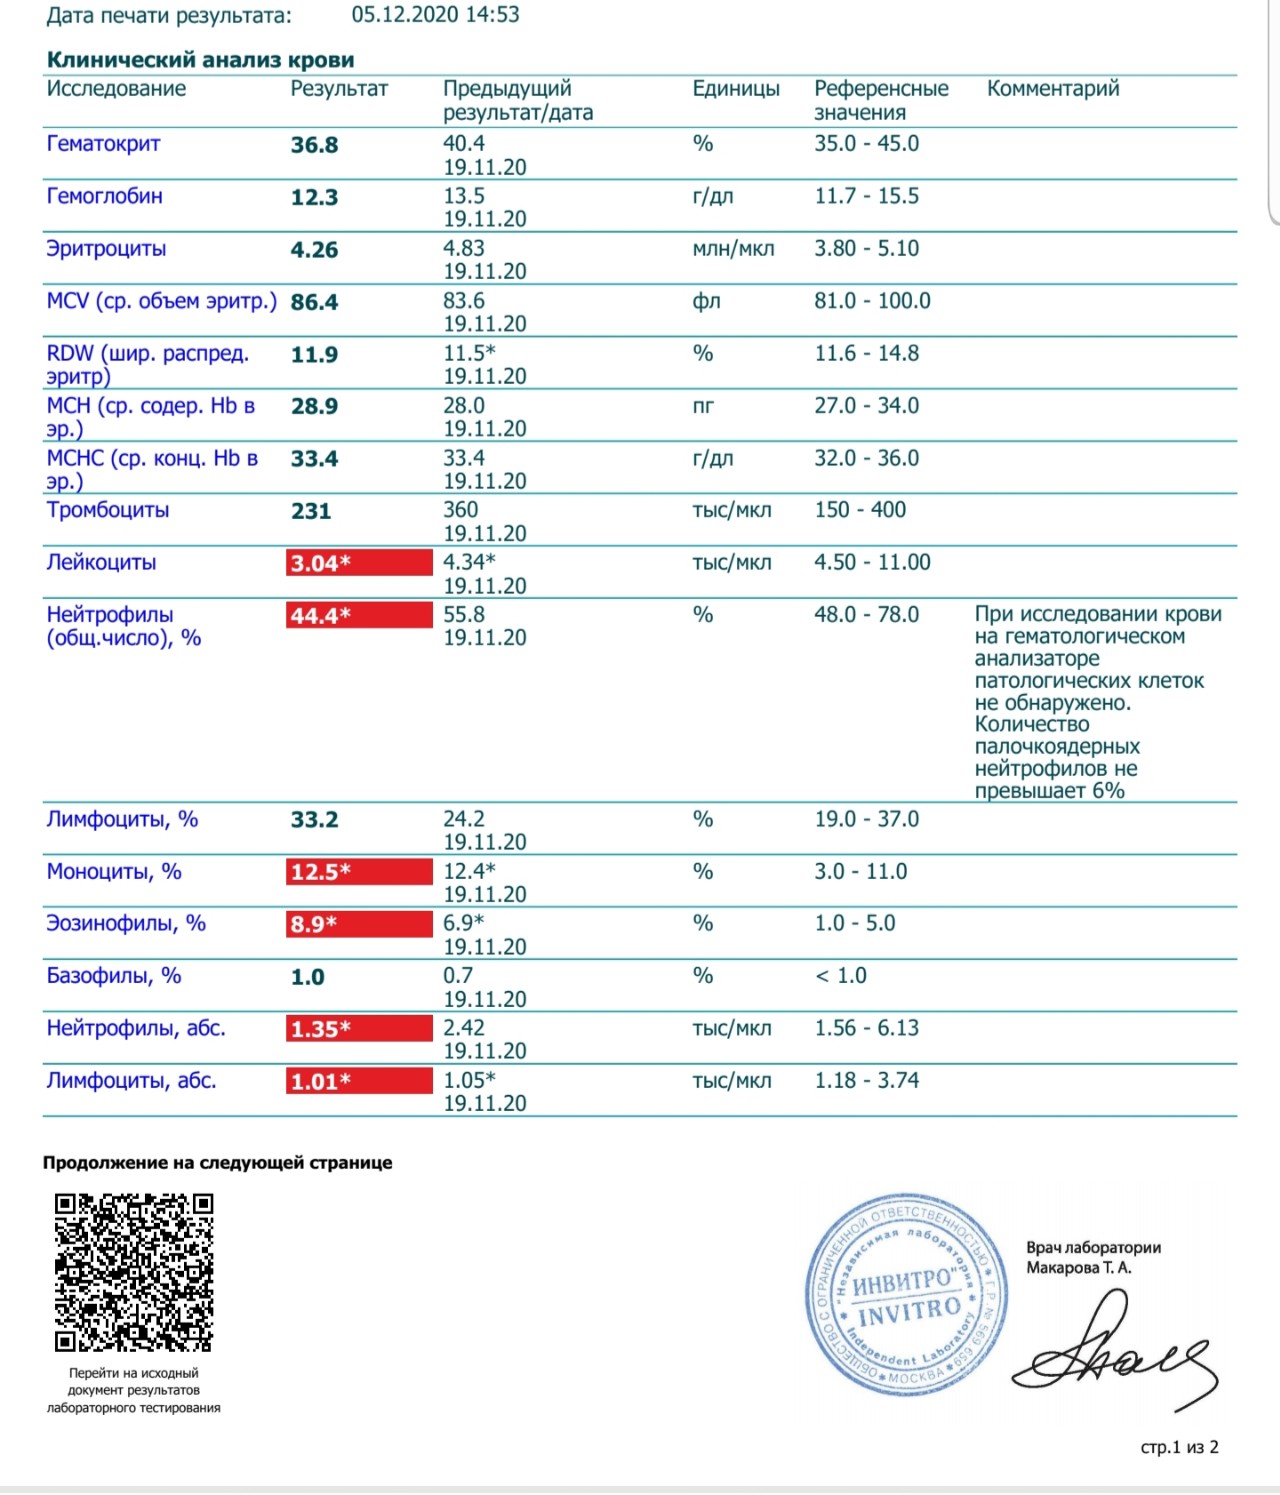 Дата печати результата: 05.12.2020 14:53
Клинический анализ крови
Исследование Результат Предыдущий результат/дата Единицы Референсные значения Комментарий
Гематокрит 36.8 40.4 % 35.0 - 45.0
19.11.20
Гемоглобин 12.3 13.5 г/дл 11.7 - 15.5
19.11.20
Эритроциты 4.26 4.83 млн/мкл 3.80 - 5.10
19.11.20
MCV (ср. объем эритр.) 86.4 83.6 фл 81.0 - 100.0
19.11.20
RDW (шир. распред. 11.9 11.5* % 11.6 - 14.8
эритр) 19.11.20
MCH (ср. содер. Hb в 28.9 28.0 пг 27.0 - 34.0
эр.) 19.11.20
MCHC (ср. конц. Hb в 33.4 33.4 г/дл 32.0 - 36.0
эр.) 19.11.20
Тромбоциты 231 360 тыс/мкл 150 - 400
19.11.20
Лейкоциты 3.04* 4.34* тыс/мкл 4.50 - 11.00
19.11.20
Нейтрофилы 44.4* 55.8 % 48.0 - 78.0 При исследовании крови
(общ.число), % 19.11.20 на гематологическом
анализаторе
патологических клеток
не обнаружено.
Количество
палочкоядерных
нейтрофилов не
превышает 6%
Лимфоциты, % 33.2 24.2 % 19.0 - 37.0
19.11.20
Моноциты, % 12.5* 12.4* % 3.0 - 11.0
19.11.20
Эозинофилы, % 8.9* 6.9* % 1.0 - 5.0
19.11.20
Базофилы, % 1.0 0.7 % < 1.0
19.11.20
Нейтрофилы, абс. 1.35* 2.42 тыс/мкл 1.56 - 6.13
19.11.20
Лимфоциты, абс. 1.01* 1.05* тыс/мкл 1.18 - 3.74
19.11.20
Продолжение на следующей странице
Перейти на исходный
документ результатов
лабораторного тестирования
ОБЩЕСТВО С ОГРАНИЧЕННОЙ ОТВЕТСТВЕННОСТЬЮ * Г.Р. № 569 659 * МОСКВА *
"Независимая лаборатория
ИНВИТРО"
INVITRO
Independent Laboratory
Врач лаборатории
Макарова Т. А.
стр.1 из 2